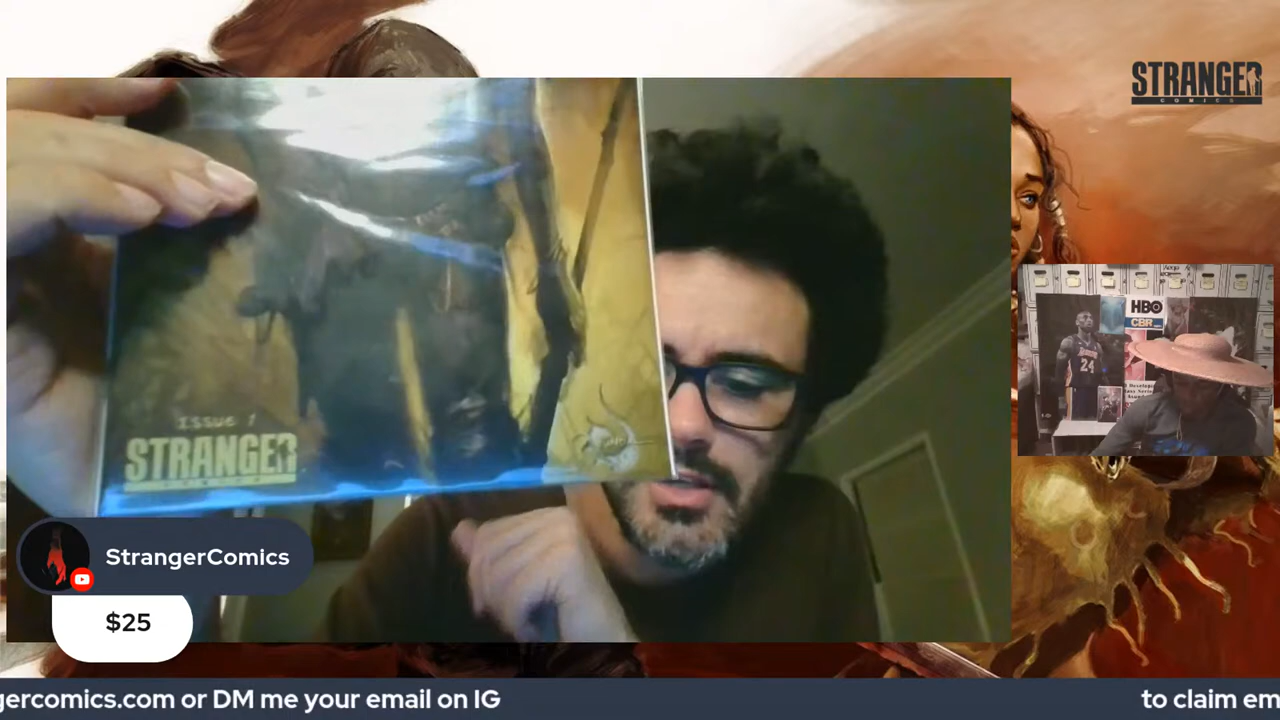 STRANGER
COMICS
HBO
CBR
24
ISSUE 1
STRANGER
StrangerComics
$25
gercomics.com or DM me your email on IG
to claim em